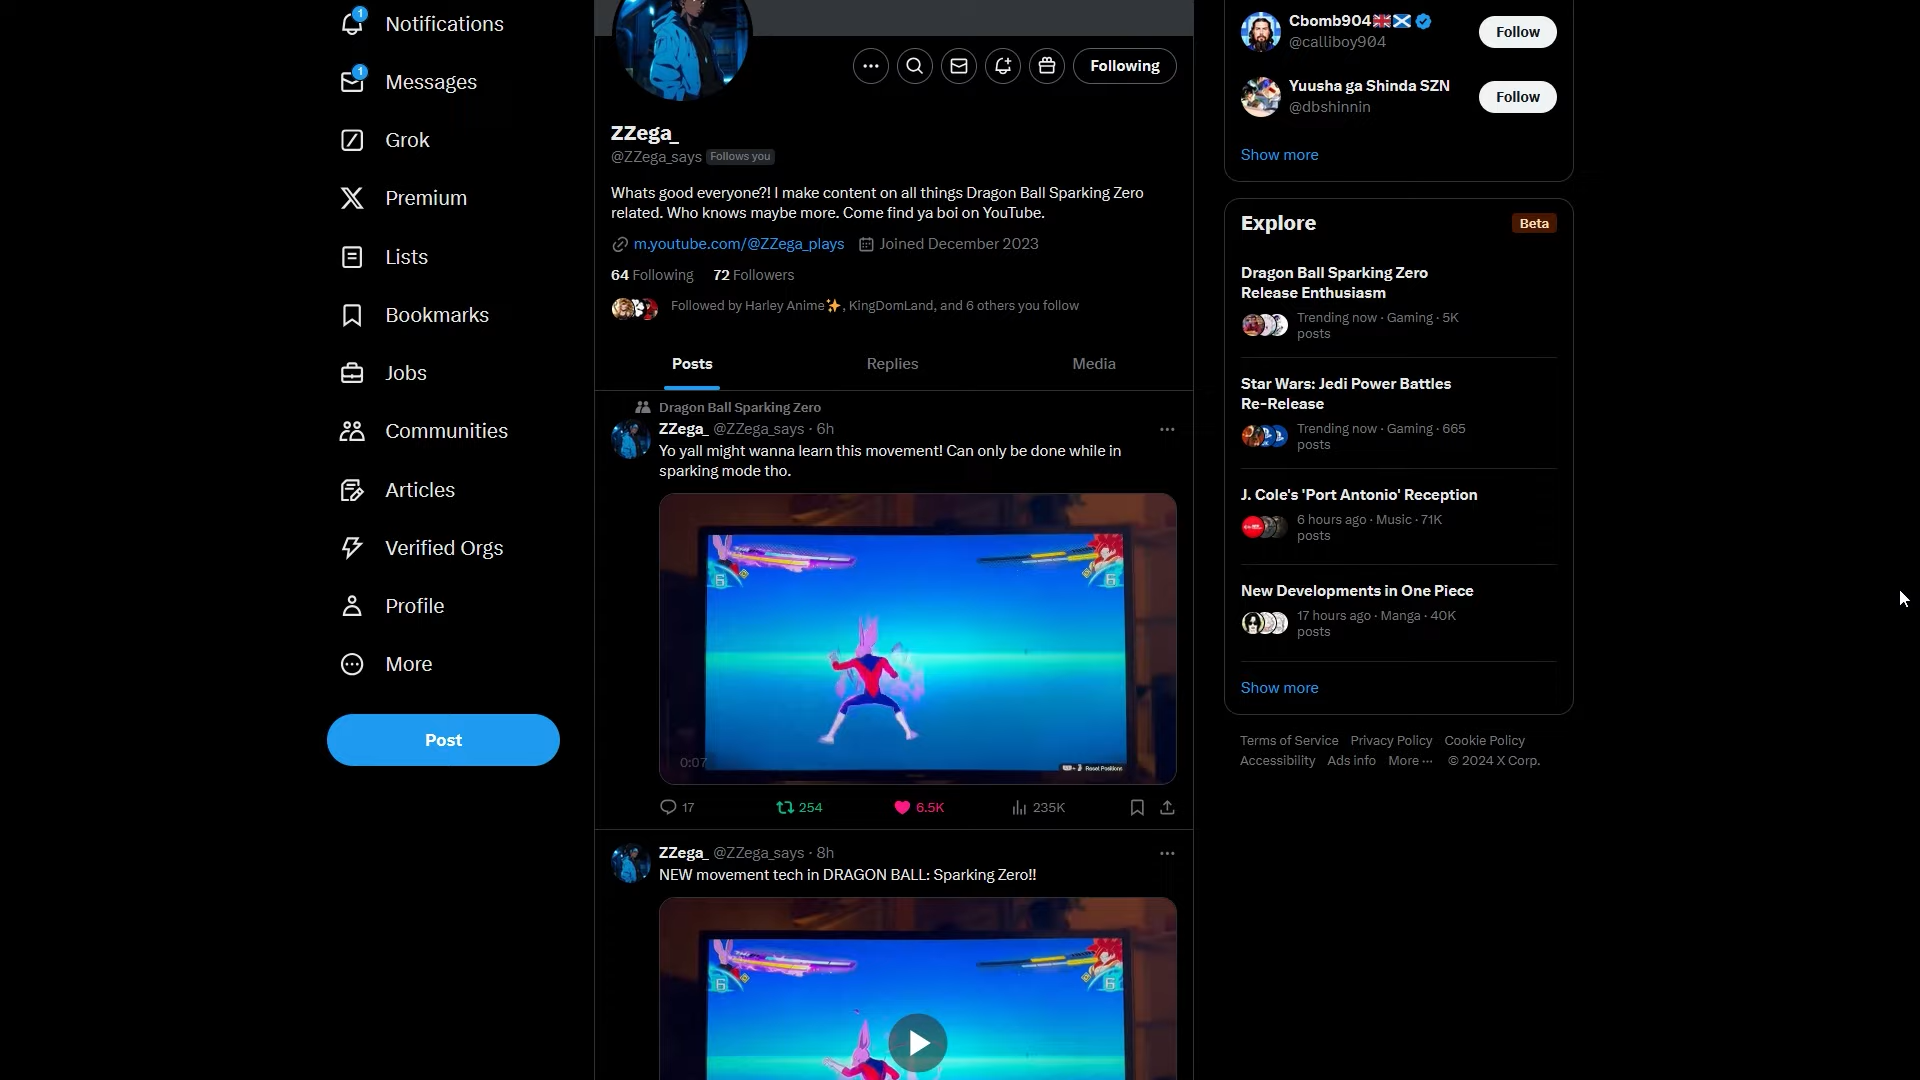 1
Notifications
1
Messages
Grok
Premium
Lists
Bookmarks
Jobs
Communities
Articles
Verified Orgs
Profile
More
Post
Following
ZZega_
@ZZega_says Follows you
Whats good everyone?! I make content on all things Dragon Ball Sparking Zero
related. Who knows maybe more. Come find ya boi on YouTube.
m.youtube.com/@ZZega_plays Joined December 2023
64 Following 72 Followers
Followed by Harley Anime✨, KingDomLand, and 6 others you follow
Posts Replies Media
Dragon Ball Sparking Zero
ZZega_ @ZZega_says · 6h
Yo yall might wanna learn this movement! Can only be done while in
sparking mode tho.
6 6
0:07
Reset Positions
17 254 6.5K 235K
ZZega_ @ZZega_says · 8h
NEW movement tech in DRAGON BALL: Sparking Zero!!
6 6
Cbomb904🇬🇧🏴󠁧󠁢󠁳󠁣󠁴󠁿
@calliboy904
Follow
Yuusha ga Shinda SZN
@dbshinnin
Follow
Show more
Explore Beta
Dragon Ball Sparking Zero
Release Enthusiasm
Trending now · Gaming · 5K
posts
Star Wars: Jedi Power Battles
Re-Release
Trending now · Gaming · 665
posts
J. Cole's 'Port Antonio' Reception
6 hours ago · Music · 71K
posts
New Developments in One Piece
17 hours ago · Manga · 40K
posts
Show more
Terms of Service Privacy Policy Cookie Policy
Accessibility Ads info More ··· © 2024 X Corp.